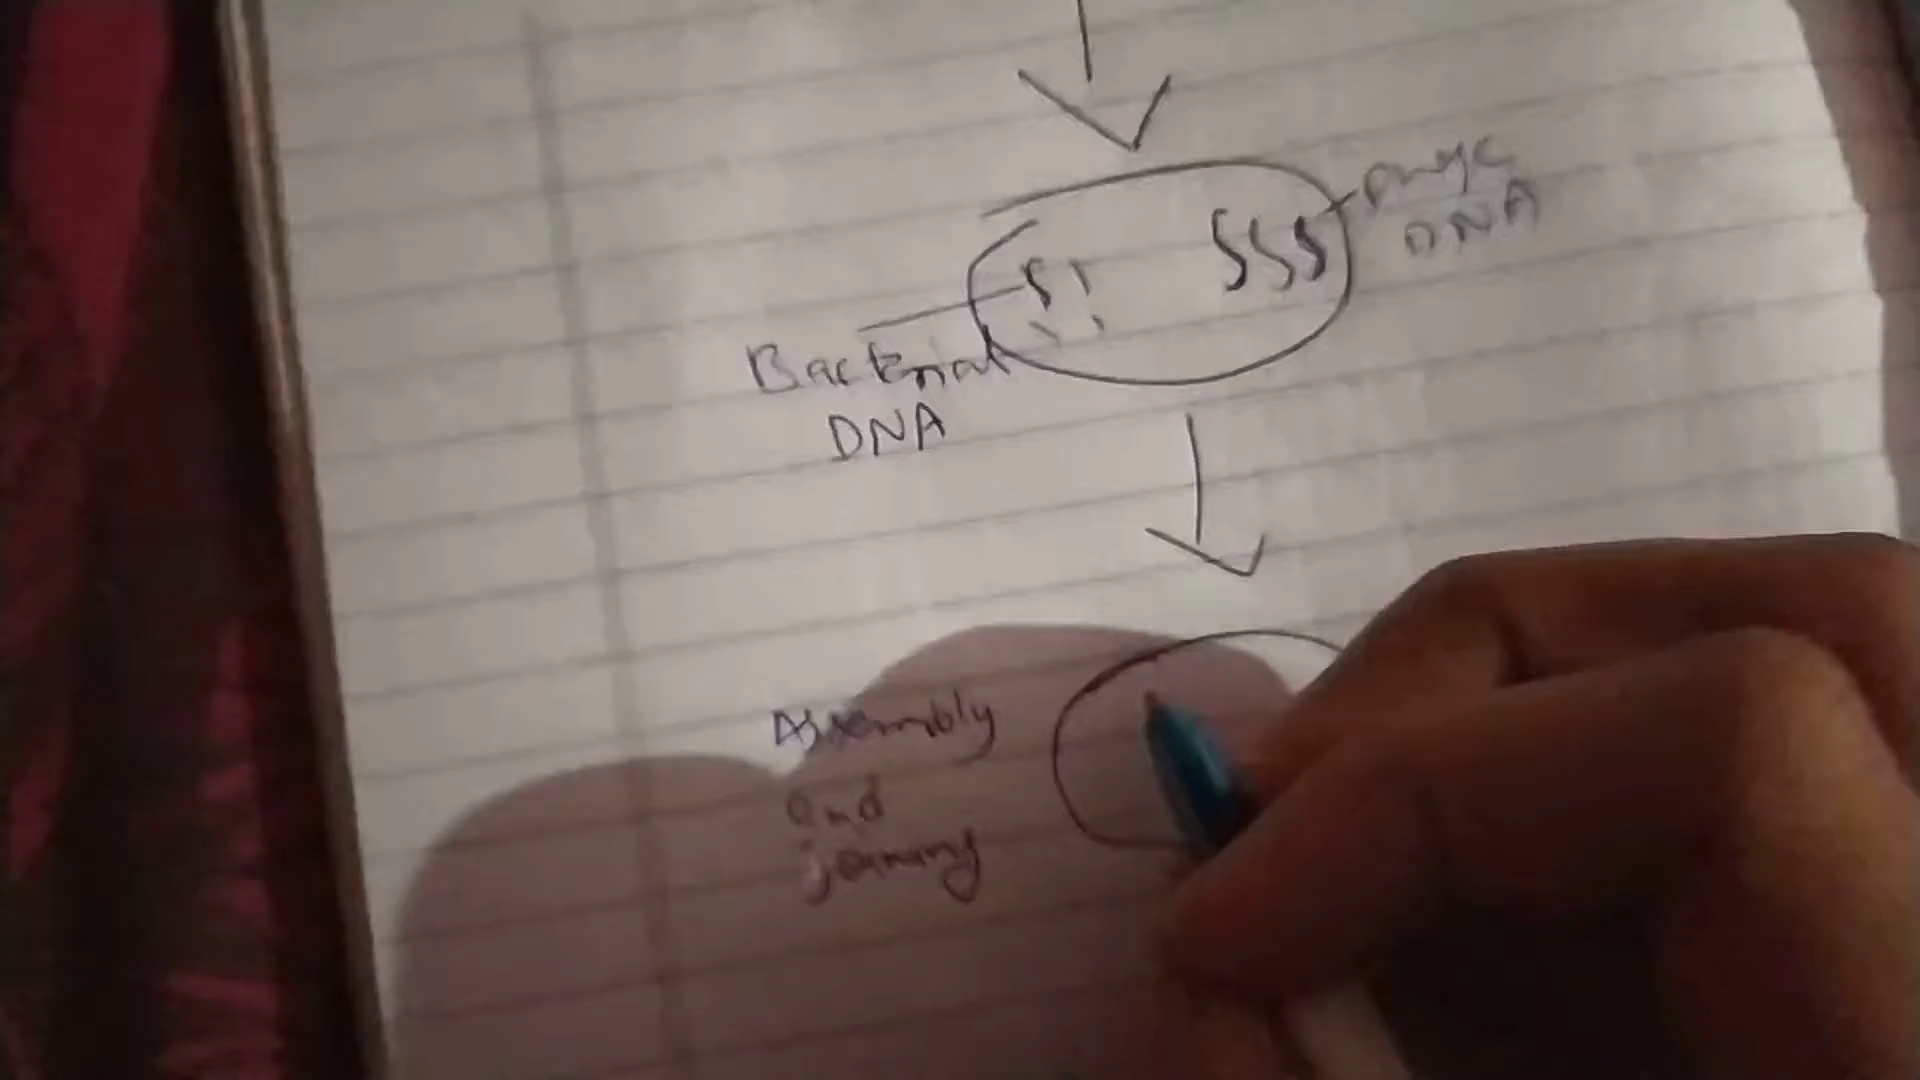 phage
DNA
Bacterial
DNA
Assembly
and
joining